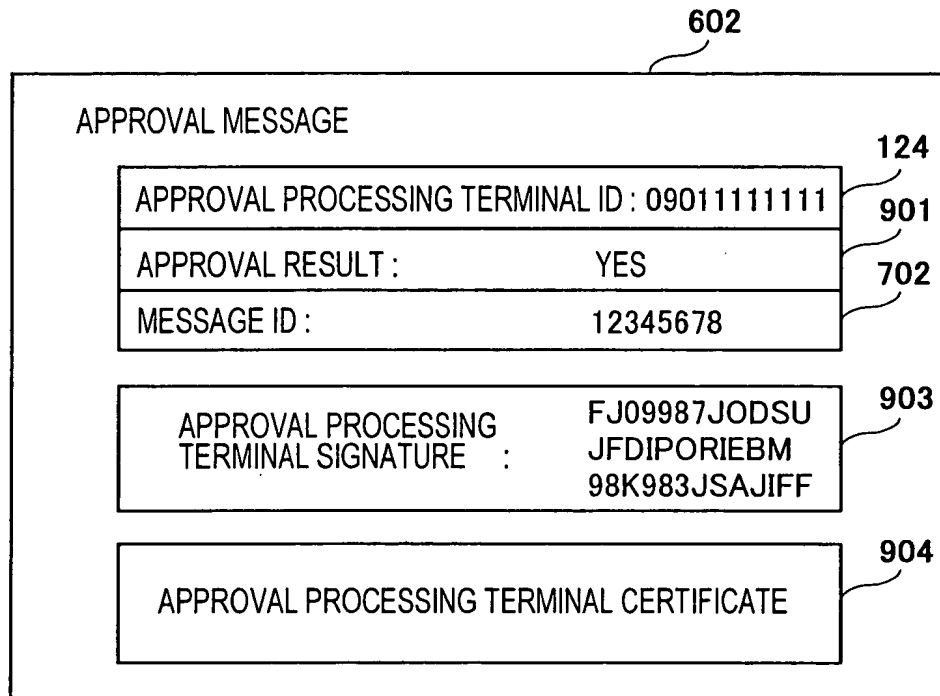 602
APPROVAL MESSAGE
124
APPROVAL PROCESSING TERMINAL ID : 09011111111
901
APPROVAL RESULT : YES
702
MESSAGE ID : 12345678
903
APPROVAL PROCESSING
TERMINAL SIGNATURE :
FJ09987JODSU
JFDIPORIEBM
98K983JSAJIFF
904
APPROVAL PROCESSING TERMINAL CERTIFICATE